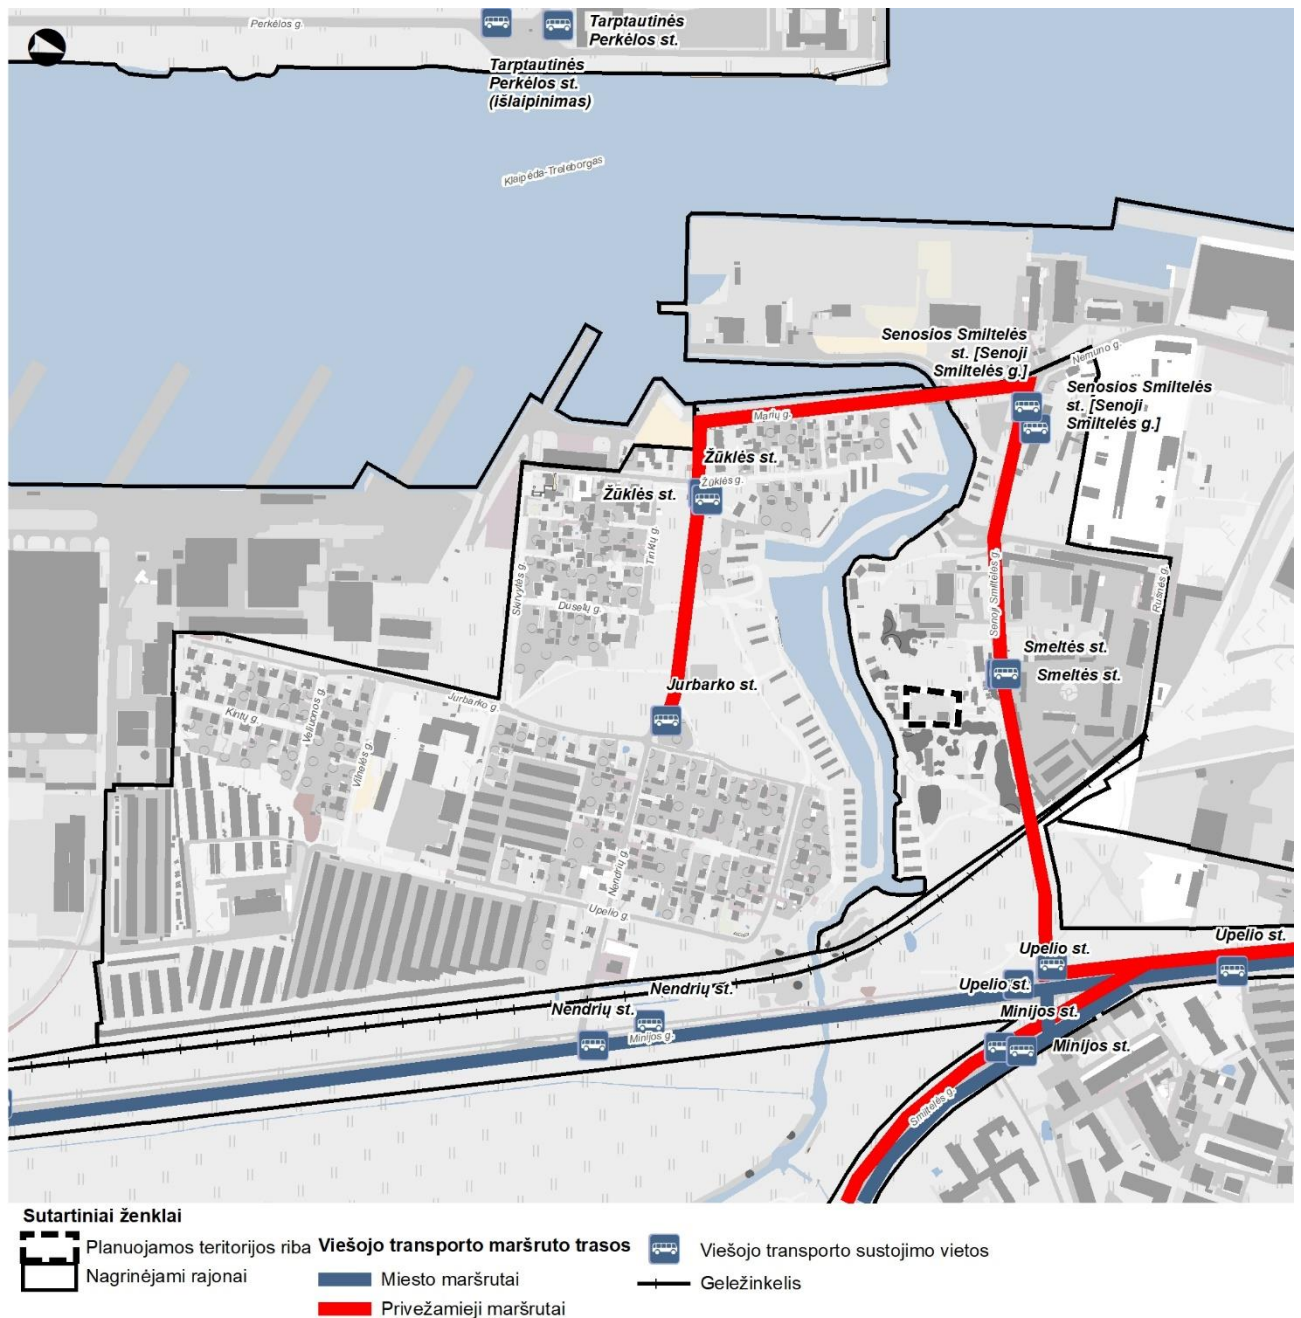 Perkėlos g.
Tarptautinės
Perkėlos st.
Tarptautinės
Perkėlos st.
(išlaipinimas)
Klaipėda-Treleborgas
Senosios Smiltelės
st. [Senoji
Smiltelės g.]
Nemuno g.
Senosios Smiltelės
st. [Senoji
Smiltelės g.]
Marių g.
Žūklės st.
Žūklės g.
Žūklės st.
Tinklų g.
Skirvytės g.
Dusetų g.
Senoji Smiltelės g.
Rusnės g.
Smeltės st.
Smeltės st.
Jurbarko st.
Jurbarko g.
Kintų g.
Veliuonos g.
Vilnelės g.
Nendrių g.
Upelio g.
Upelio st.
Upelio st.
Upelio st.
Nendrių st.
Nendrių st.
Minijos g.
Minijos st.
Minijos st.
Smiltelės g.
Sutartiniai ženklai
Planuojamos teritorijos riba
Nagrinėjami rajonai
Viešojo transporto maršruto trasos
Miesto maršrutai
Privežamieji maršrutai
Viešojo transporto sustojimo vietos
Geležinkelis